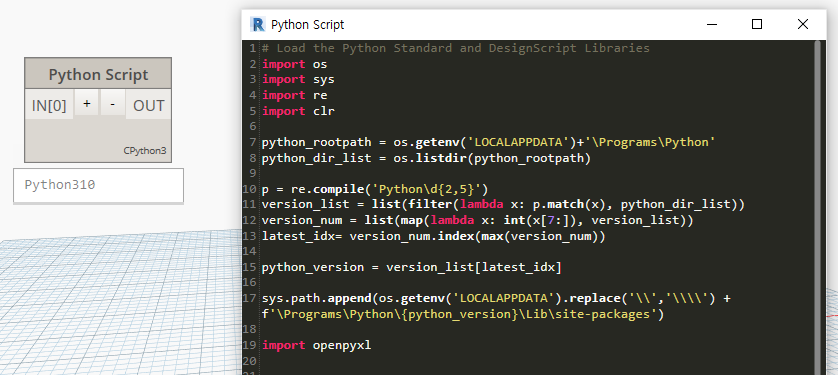 Python Script
IN[0] + - OUT
CPython3
Python310
R Python Script
1 # Load the Python Standard and DesignScript Libraries
2 import os
3 import sys
4 import re
5 import clr
6
7 python_rootpath = os.getenv('LOCALAPPDATA')+'\Programs\Python'
8 python_dir_list = os.listdir(python_rootpath)
9
10 p = re.compile('Python\d{2,5}')
11 version_list = list(filter(lambda x: p.match(x), python_dir_list))
12 version_num = list(map(lambda x: int(x[7:]), version_list))
13 latest_idx= version_num.index(max(version_num))
14
15 python_version = version_list[latest_idx]
16
17 sys.path.append(os.getenv('LOCALAPPDATA').replace('\\','\\\\') +
f'\Programs\Python\{python_version}\Lib\site-packages')
18
19 import openpyxl
20
21